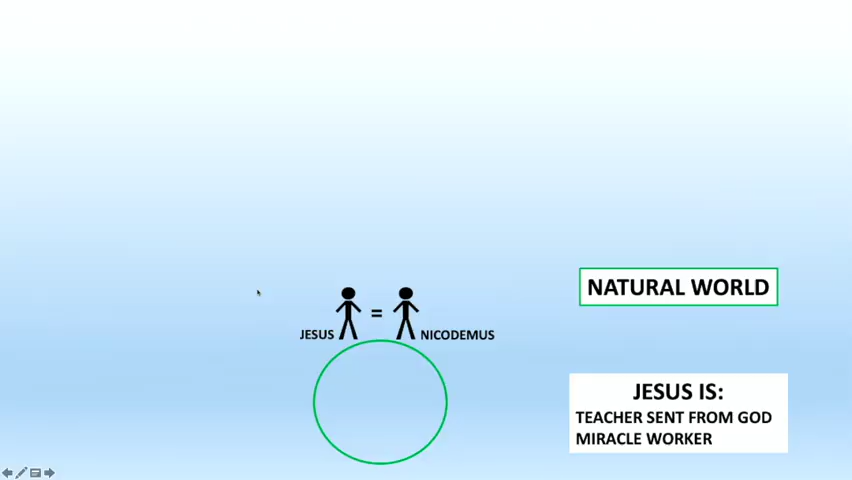 NATURAL WORLD
=
JESUS
NICODEMUS
JESUS IS:
TEACHER SENT FROM GOD
MIRACLE WORKER